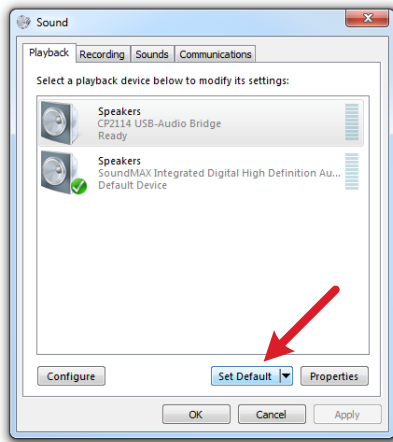 Sound
Playback Recording Sounds Communications
Select a playback device below to modify its settings:
Speakers
CP2114 USB-Audio Bridge
Ready
Speakers
SoundMAX Integrated Digital High Definition Au...
Default Device
Configure Set Default Properties
OK Cancel Apply